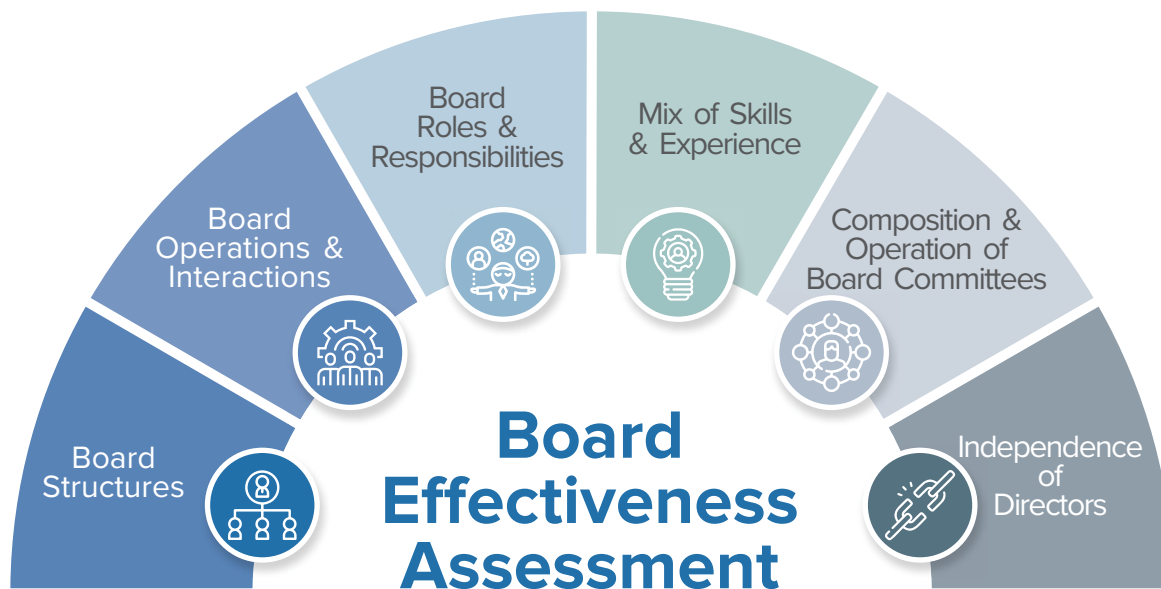 Board
Structures
Board
Operations &
Interactions
Board
Roles &
Responsibilities
Mix of Skills
& Experience
Composition &
Operation of
Board Committees
Independence
of
Directors
Board
Effectiveness
Assessment